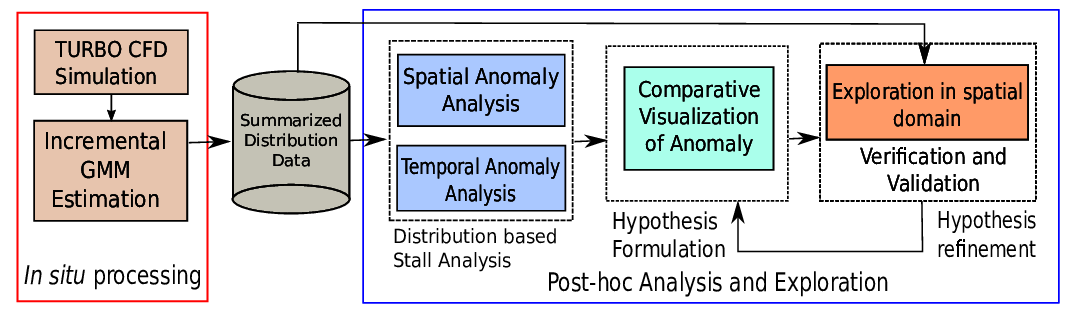 TURBO CFD
Simulation
Incremental
GMM
Estimation
In situ processing
Summarized
Distribution
Data
Spatial Anomaly
Analysis
Temporal Anomaly
Analysis
Distribution based
Stall Analysis
Comparative
Visualization
of Anomaly
Hypothesis
Formulation
Exploration in spatial
domain
Verification and
Validation
Hypothesis
refinement
Post-hoc Analysis and Exploration